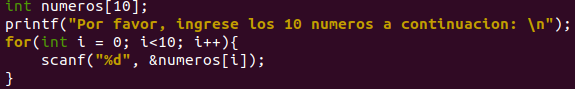 int numeros[10];
printf("Por favor, ingrese los 10 numeros a continuacion: \n");
for(int i = 0; i<10; i++){
    scanf("%d", &numeros[i]);
}